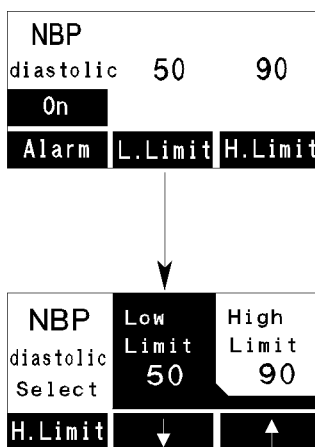 NBP
diastolic 50 90
On
Alarm L.Limit H.Limit
NBP Low High
diastolic Limit Limit
Select 50 90
H.Limit